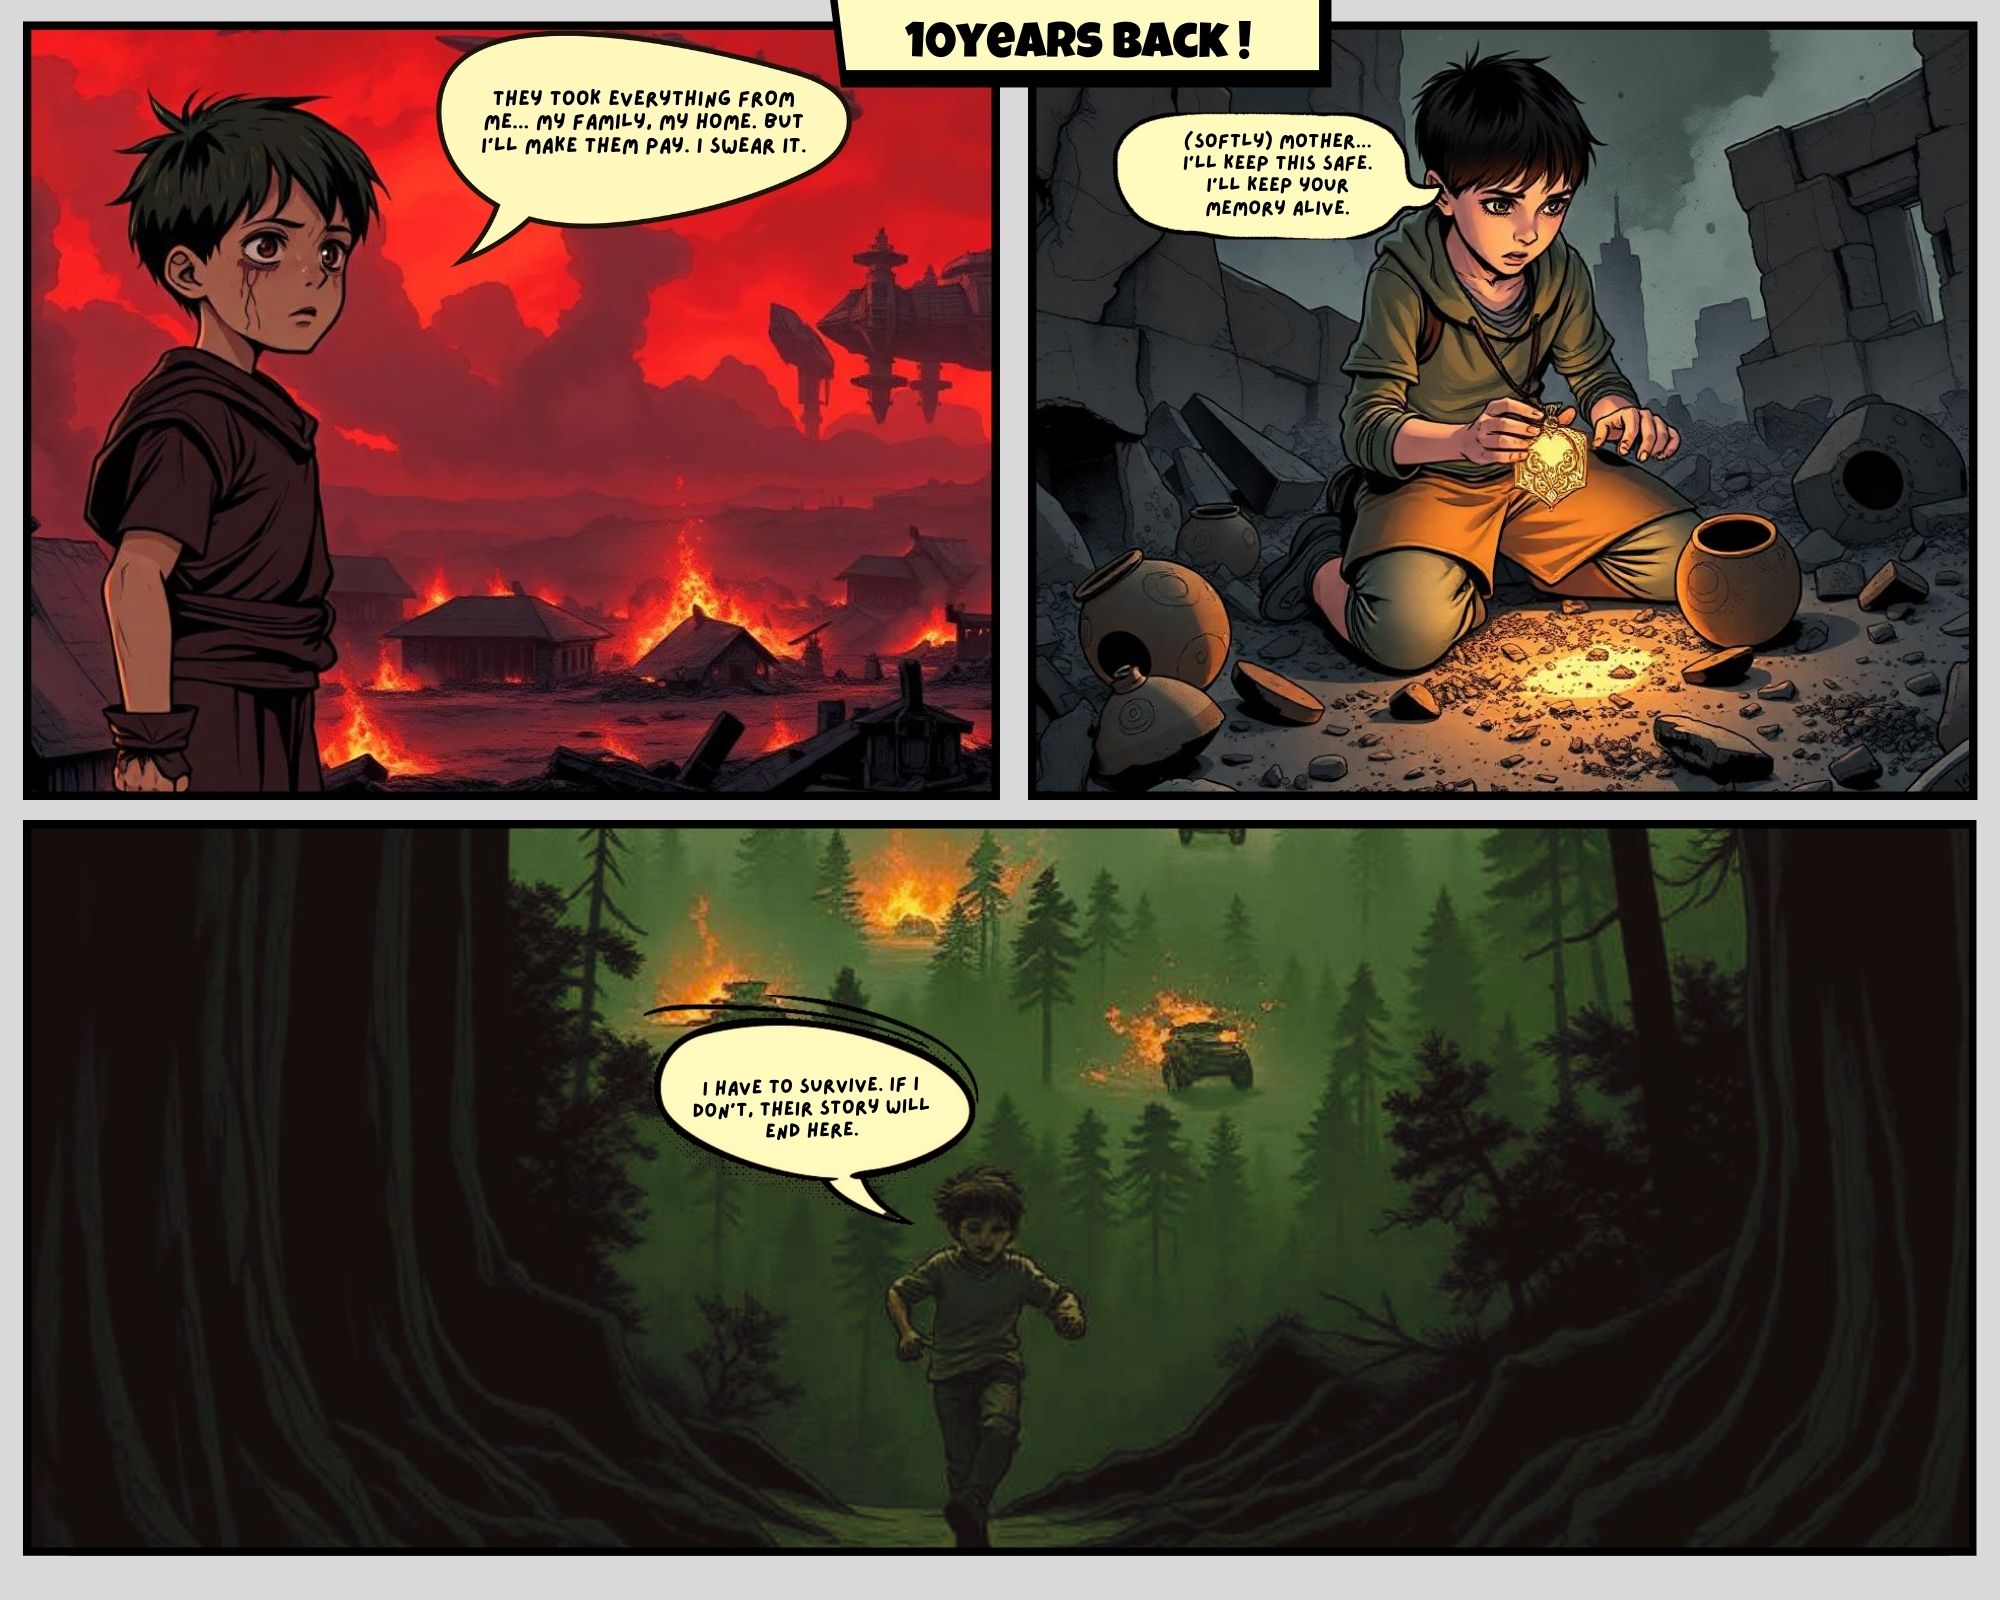 10YeARS BACK!
THEY TOOK EVERYTHING FROM
ME... MY FAMILY, MY HOME. BUT
I'LL MAKE THEM PAY. I SWEAR IT.
(SOFTLY) MOTHER...
I'LL KEEP THIS SAFE.
I'LL KEEP YOUR
MEMORY ALIVE.
I HAVE TO SURVIVE. IF I
DON'T, THEIR STORY WILL
END HERE.